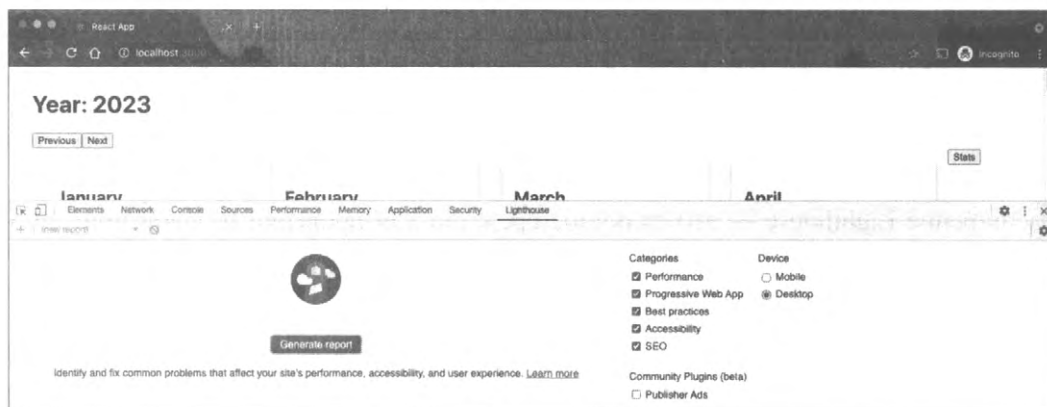 React App
localhost
Incognito
Year: 2023
Previous Next
Stats
January February March April
Elements Network Console Sources Performance Memory Application Security Lighthouse
Categories Device
Performance Mobile
Progressive Web App Desktop
Best practices
Accessibility
Generate report
SEO
Identify and fix common problems that affect your site's performance, accessibility, and user experience. Learn more
Community Plugins (beta)
Publisher Ads